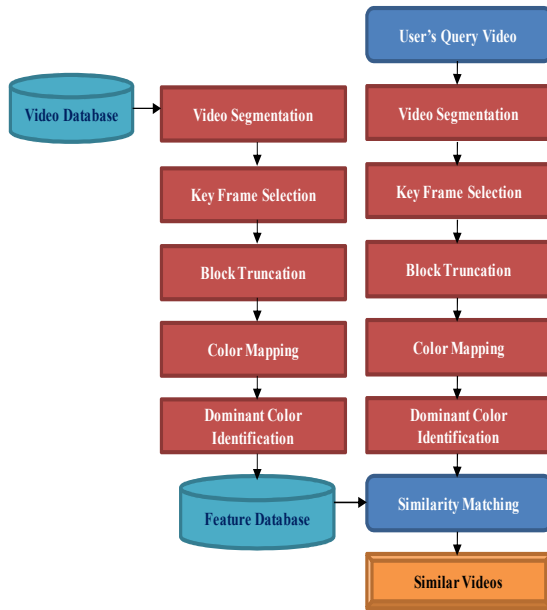 User's Query Video
Video Database
Video Segmentation
Video Segmentation
Key Frame Selection
Key Frame Selection
Block Truncation
Block Truncation
Color Mapping
Color Mapping
Dominant Color
Identification
Dominant Color
Identification
Feature Database
Similarity Matching
Similar Videos